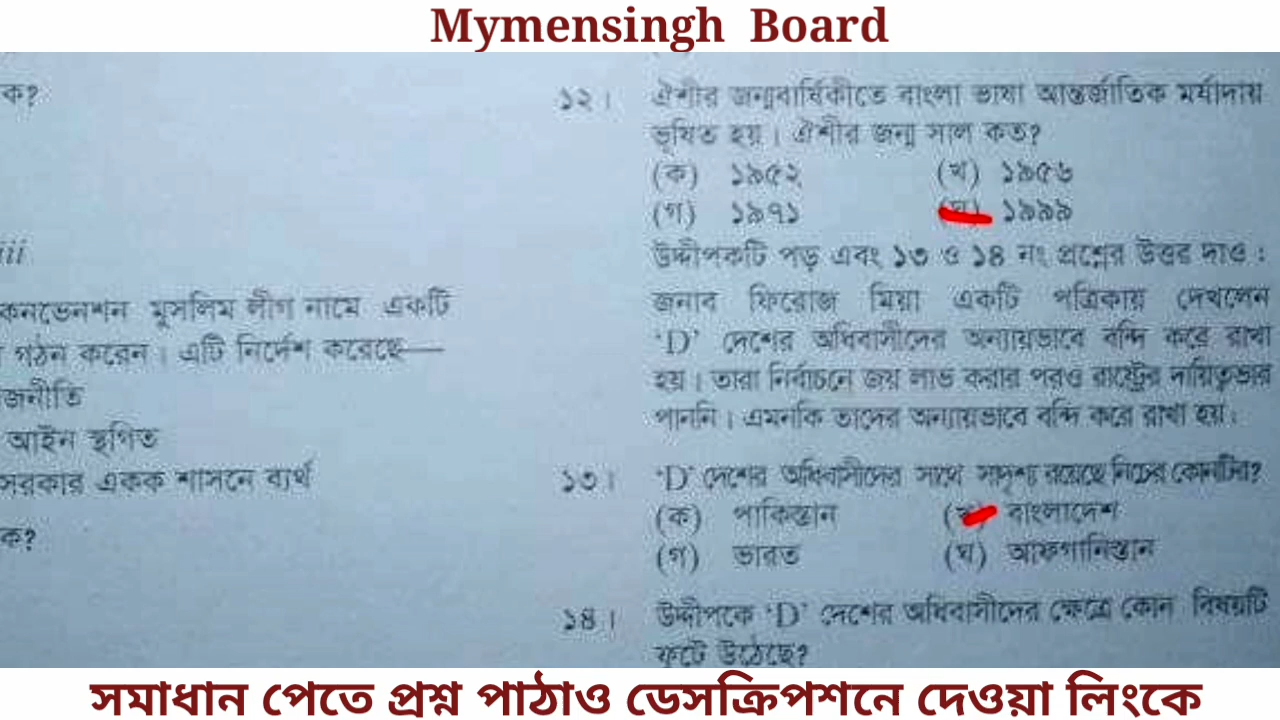 Mymensingh Board
ক?
iii
কনভেনশন মুসলিম লীগ নামে একটি
গঠন করেন। এটি নির্দেশ করেছে—
জনীতি
আইন স্থগিত
সরকার একক শাসনে ব্যর্থ
ক?
১২। ঐশীর জন্মবার্ষিকীতে বাংলা ভাষা আন্তর্জাতিক মর্যাদায়
ভূষিত হয়। ঐশীর জন্ম সাল কত?
(ক) ১৯৫২ (খ) ১৯৫৬
(গ) ১৯৭১ (ঘ) ১৯৯৯
উদ্দীপকটি পড় এবং ১৩ ও ১৪ নং প্রশ্নের উত্তর দাও :
জনাব ফিরোজ মিয়া একটি পত্রিকায় দেখলেন
‘D’ দেশের অধিবাসীদের অন্যায়ভাবে বন্দি করে রাখা
হয়। তারা নির্বাচনে জয় লাভ করার পরও রাষ্ট্রের দায়িত্বভার
পাননি। এমনকি তাদের অন্যায়ভাবে বন্দি করে রাখা হয়।
১৩। ‘D’ দেশের অধিবাসীদের সাথে সাদৃশ্য রয়েছে নিচের কোনটির?
(ক) পাকিস্তান (খ) বাংলাদেশ
(গ) ভারত (ঘ) আফগানিস্তান
১৪। উদ্দীপকে ‘D’ দেশের অধিবাসীদের ক্ষেত্রে কোন বিষয়টি
ফুটে উঠেছে?
সমাধান পেতে প্রশ্ন পাঠাও ডেসক্রিপশনে দেওয়া লিংকে